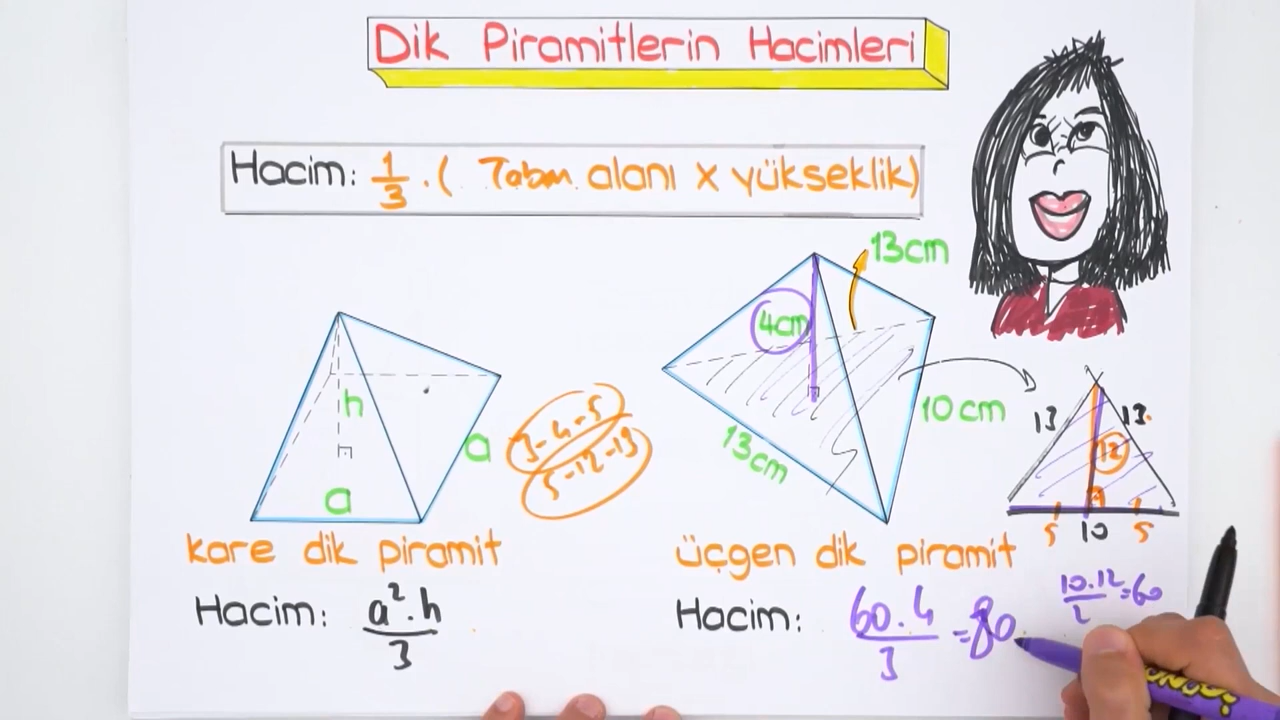 Dik Piramitlerin Hacimleri
Hacim: 1/3 . ( Taban alanı x yükseklik)
13cm
4cm
10cm
13cm
h
a
a
3-4-5
5-12-13
13
13
12
5 10 5
kare dik piramit
Hacim: a².h/3
üçgen dik piramit
Hacim: 60.4/3 =80
10.12/2 =60